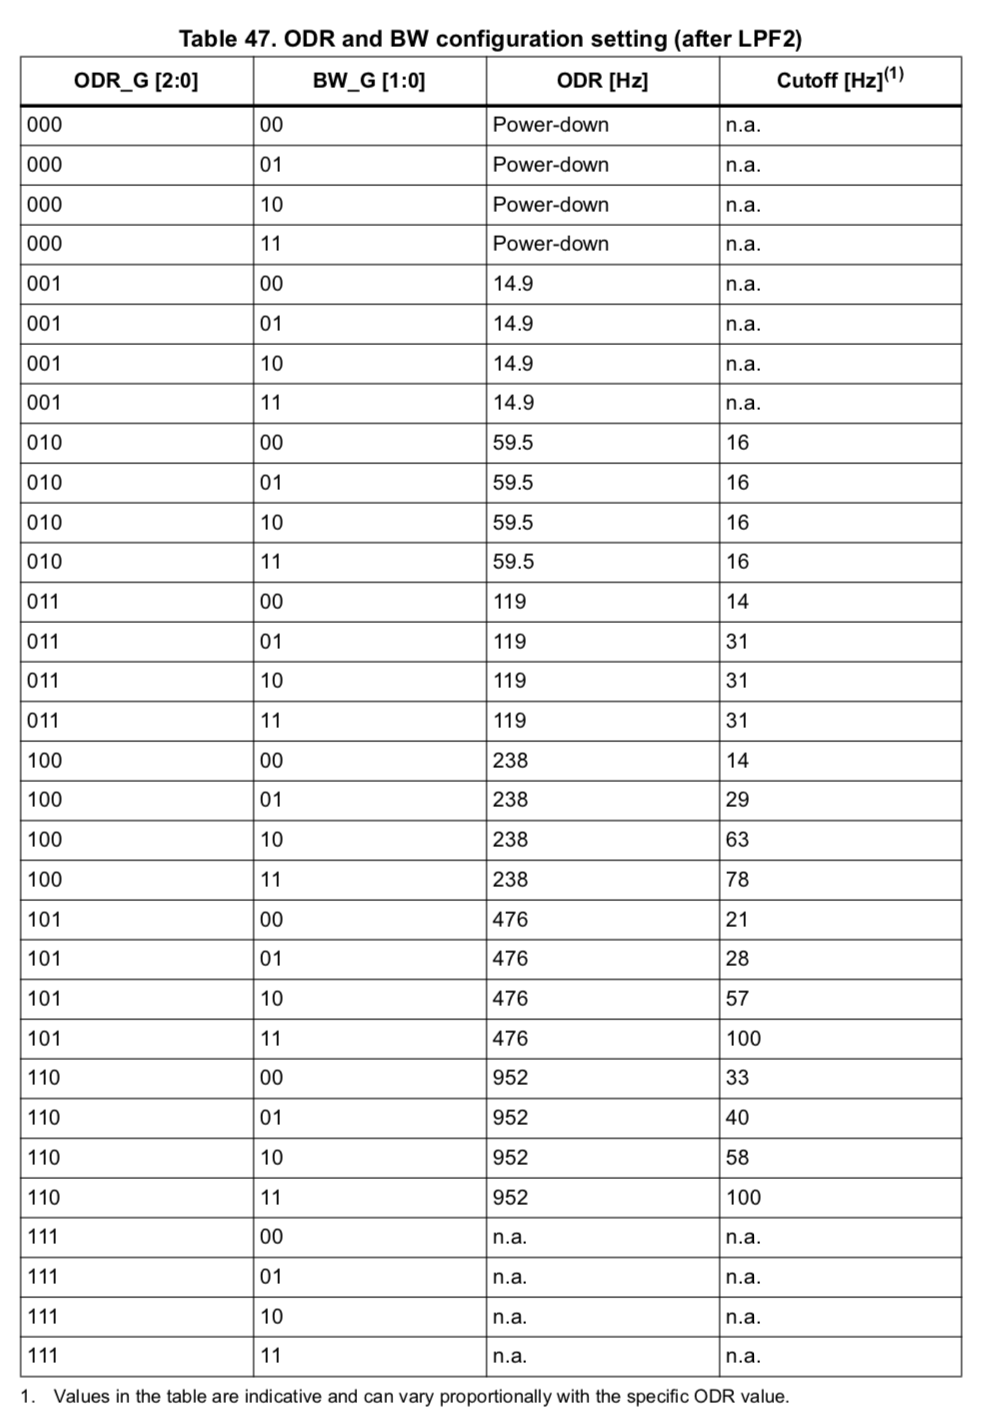 Table 47. ODR and BW configuration setting (after LPF2)
ODR_G [2:0] BW_G [1:0] ODR [Hz] Cutoff [Hz](1)
000 00 Power-down n.a.
000 01 Power-down n.a.
000 10 Power-down n.a.
000 11 Power-down n.a.
001 00 14.9 n.a.
001 01 14.9 n.a.
001 10 14.9 n.a.
001 11 14.9 n.a.
010 00 59.5 16
010 01 59.5 16
010 10 59.5 16
010 11 59.5 16
011 00 119 14
011 01 119 31
011 10 119 31
011 11 119 31
100 00 238 14
100 01 238 29
100 10 238 63
100 11 238 78
101 00 476 21
101 01 476 28
101 10 476 57
101 11 476 100
110 00 952 33
110 01 952 40
110 10 952 58
110 11 952 100
111 00 n.a. n.a.
111 01 n.a. n.a.
111 10 n.a. n.a.
111 11 n.a. n.a.
1. Values in the table are indicative and can vary proportionally with the specific ODR value.